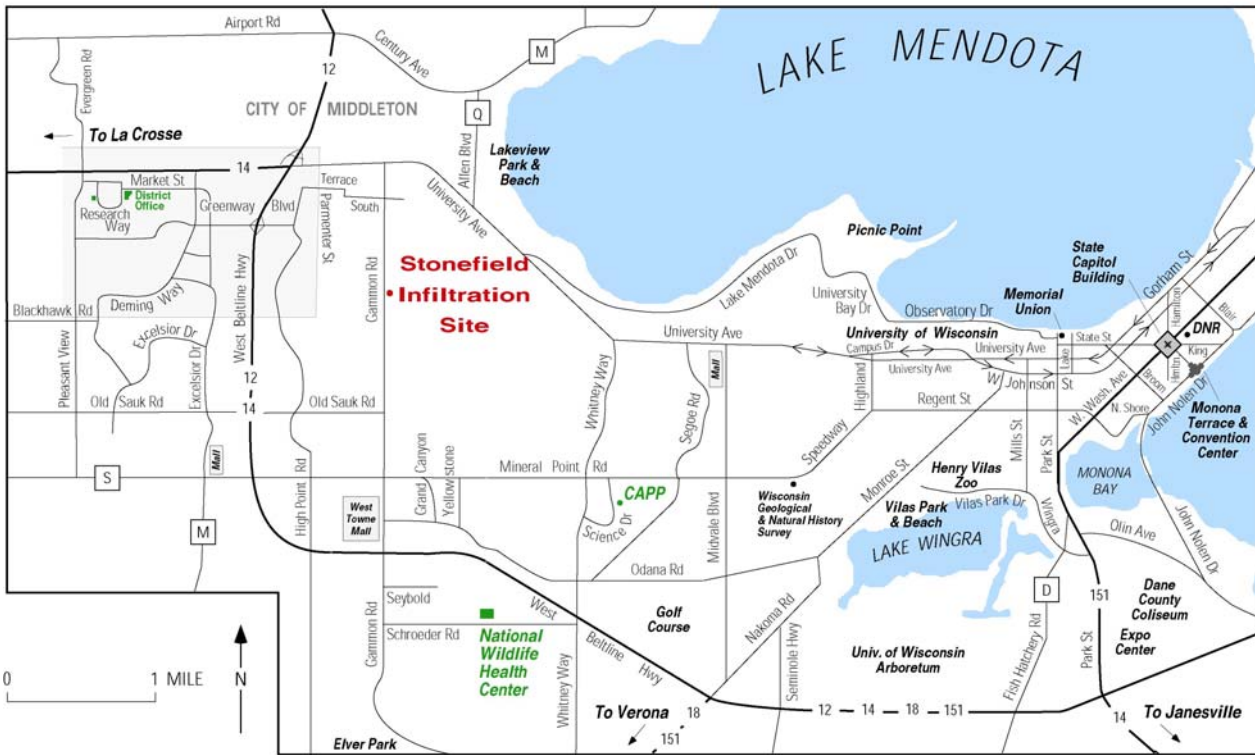 Airport Rd
LAKE MENDOTA
Century Ave
M
12
Evergreen Rd
Q
CITY OF MIDDLETON
To La Crosse
Allen Blvd
Lakeview
Park &
Beach
14
Market St
District
Office
Terrace
South
Greenway Blvd
Parmenter St
University Ave
Research
Way
Picnic Point
State
Capitol
Building
Gorham St
Stonefield
Infiltration
Site
Gammon Rd
West Beltline Hwy
Lake Mendota Dr
University
Bay Dr
Observatory Dr
Memorial
Union
Hamilton
Blair
Blackhawk Rd
Deming Way
Excelsior Dr
Excelsior Dr
Pleasant View
University Ave
University of Wisconsin
Campus Dr
University Ave
University Ave
State St
Lake
DNR
King
12
14
Whitney Way
Mall
Segoe Rd
Highland
W Johnson St
W. Wash. Ave
Broom
John Nolen Dr
Old Sauk Rd
Old Sauk Rd
Regent St
N. Shore
Monona
Terrace &
Convention
Center
Mall
S
High Point Rd
Grand Canyon
Yellowstone
Mineral Point Rd
Speedway
Monroe St
Mills St
Park St
Henry Vilas
Zoo
MONONA
BAY
CAPP
West
Towne
Mall
Science Dr
Midvale Blvd
Wisconsin
Geological
& Natural History
Survey
Vilas Park
& Beach
Vilas Park Dr
Wingra
LAKE WINGRA
Olin Ave
John Nolen Dr
M
Odana Rd
Seybold
Schroeder Rd
Gammon Rd
National
Wildlife
Health
Center
West Beltline Hwy
Golf
Course
Nakoma Rd
D
151
Dane
County
Coliseum
Expo
Center
0 1 MILE
N
Whitney Way
Seminole Hwy
Univ. of Wisconsin
Arboretum
Fish Hatchery Rd
Park St
Elver Park
To Verona
18
151
12 14 18 151
14
To Janesville